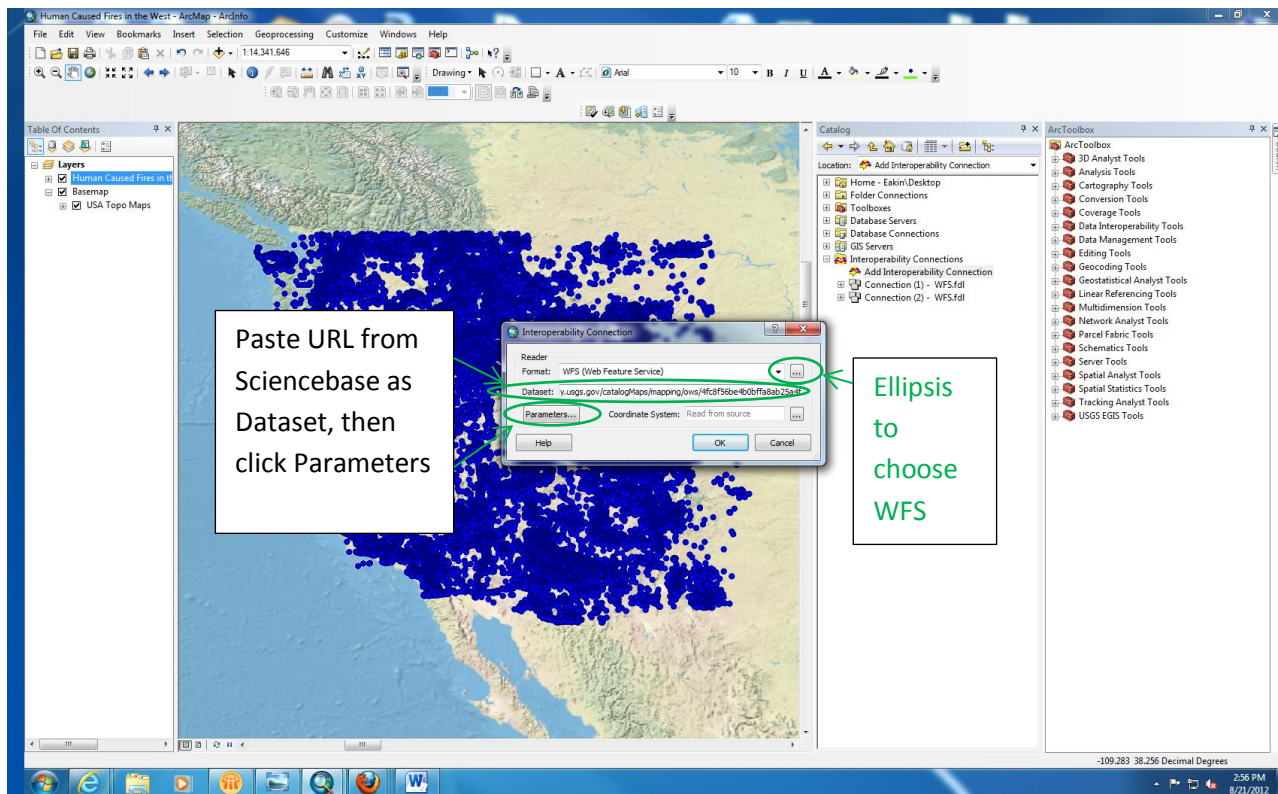 Human Caused Fires in the West - ArcMap - ArcInfo
File Edit View Bookmarks Insert Selection Geoprocessing Customize Windows Help
1:14,341,646
Drawing
Arial
10
B I U A
100%
Table Of Contents
Layers
Human Caused Fires in th
Basemap
USA Topo Maps
Paste URL from
Sciencebase as
Dataset, then
click Parameters
Interoperability Connection
Reader
Format: WFS (Web Feature Service)
Dataset: y.usgs.gov/catalogMaps/mapping/ows/4fc8f56be4b0bffa8ab25a4f
Parameters... Coordinate System: Read from source
Help OK Cancel
Ellipsis
to
choose
WFS
Catalog
Location: Add Interoperability Connection
Home - Eakin\Desktop
Folder Connections
Toolboxes
Database Servers
Database Connections
GIS Servers
Interoperability Connections
Add Interoperability Connection
Connection (1) - WFS.fdl
Connection (2) - WFS.fdl
ArcToolbox
ArcToolbox
3D Analyst Tools
Analysis Tools
Cartography Tools
Conversion Tools
Coverage Tools
Data Interoperability Tools
Data Management Tools
Editing Tools
Geocoding Tools
Geostatistical Analyst Tools
Linear Referencing Tools
Multidimension Tools
Network Analyst Tools
Parcel Fabric Tools
Schematics Tools
Server Tools
Spatial Analyst Tools
Spatial Statistics Tools
Tracking Analyst Tools
USGS EGIS Tools
-109.283 38.256 Decimal Degrees
2:56 PM
8/21/2012